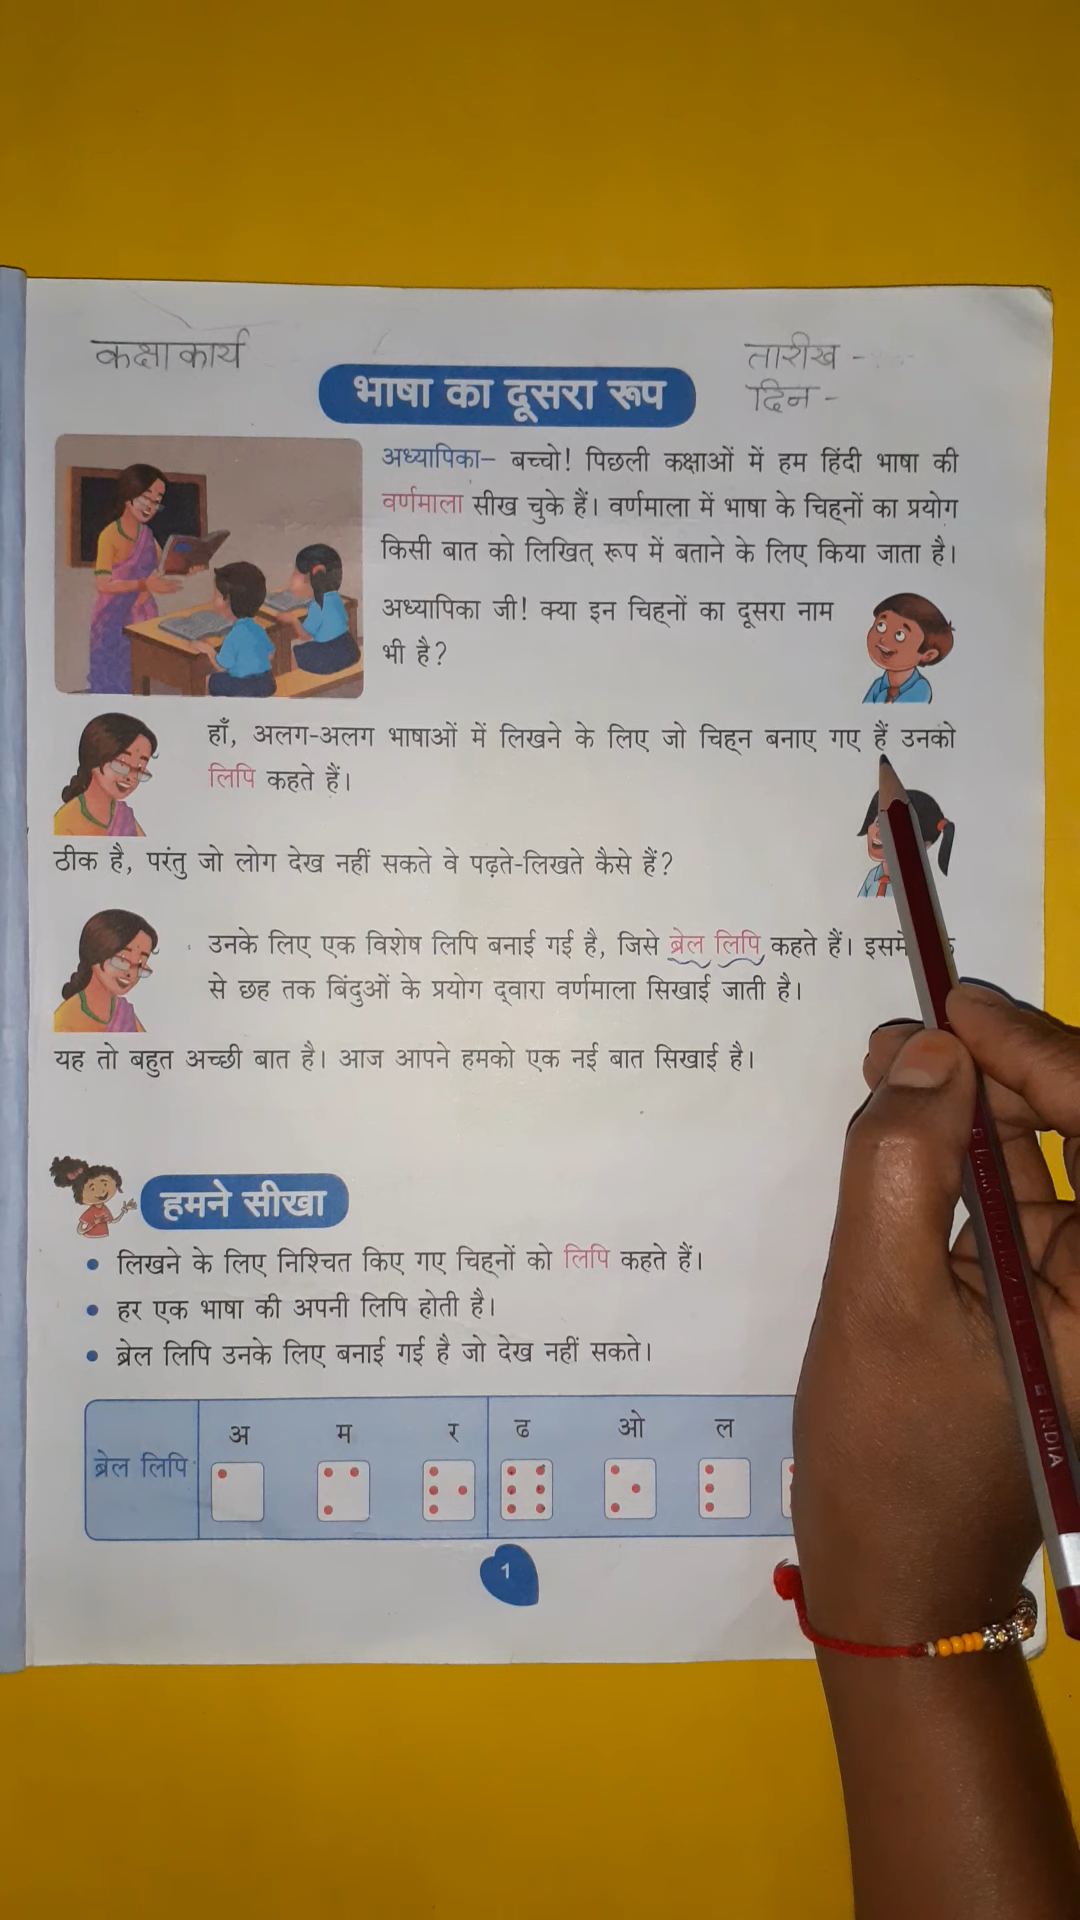 कक्षाकार्य
तारीख -
दिन -
भाषा का दूसरा रूप
अध्यापिका– बच्चो! पिछली कक्षाओं में हम हिंदी भाषा की
वर्णमाला सीख चुके हैं। वर्णमाला में भाषा के चिह्नों का प्रयोग
किसी बात को लिखित रूप में बताने के लिए किया जाता है।
अध्यापिका जी! क्या इन चिह्नों का दूसरा नाम
भी है?
हाँ, अलग-अलग भाषाओं में लिखने के लिए जो चिह्न बनाए गए हैं उनको
लिपि कहते हैं।
ठीक है, परंतु जो लोग देख नहीं सकते वे पढ़ते-लिखते कैसे हैं?
उनके लिए एक विशेष लिपि बनाई गई है, जिसे ब्रेल लिपि कहते हैं।
से छह तक बिंदुओं के प्रयोग द्वारा वर्णमाला सिखाई जाती है।
यह तो बहुत अच्छी बात है। आज आपने हमको एक नई बात सिखाई है।
हमने सीखा
• लिखने के लिए निश्चित किए गए चिह्नों को लिपि कहते हैं।
• हर एक भाषा की अपनी लिपि होती है।
• ब्रेल लिपि उनके लिए बनाई गई है जो देख नहीं सकते।
अ म र ढ ओ ल
ब्रेल लिपि
1
INDIA